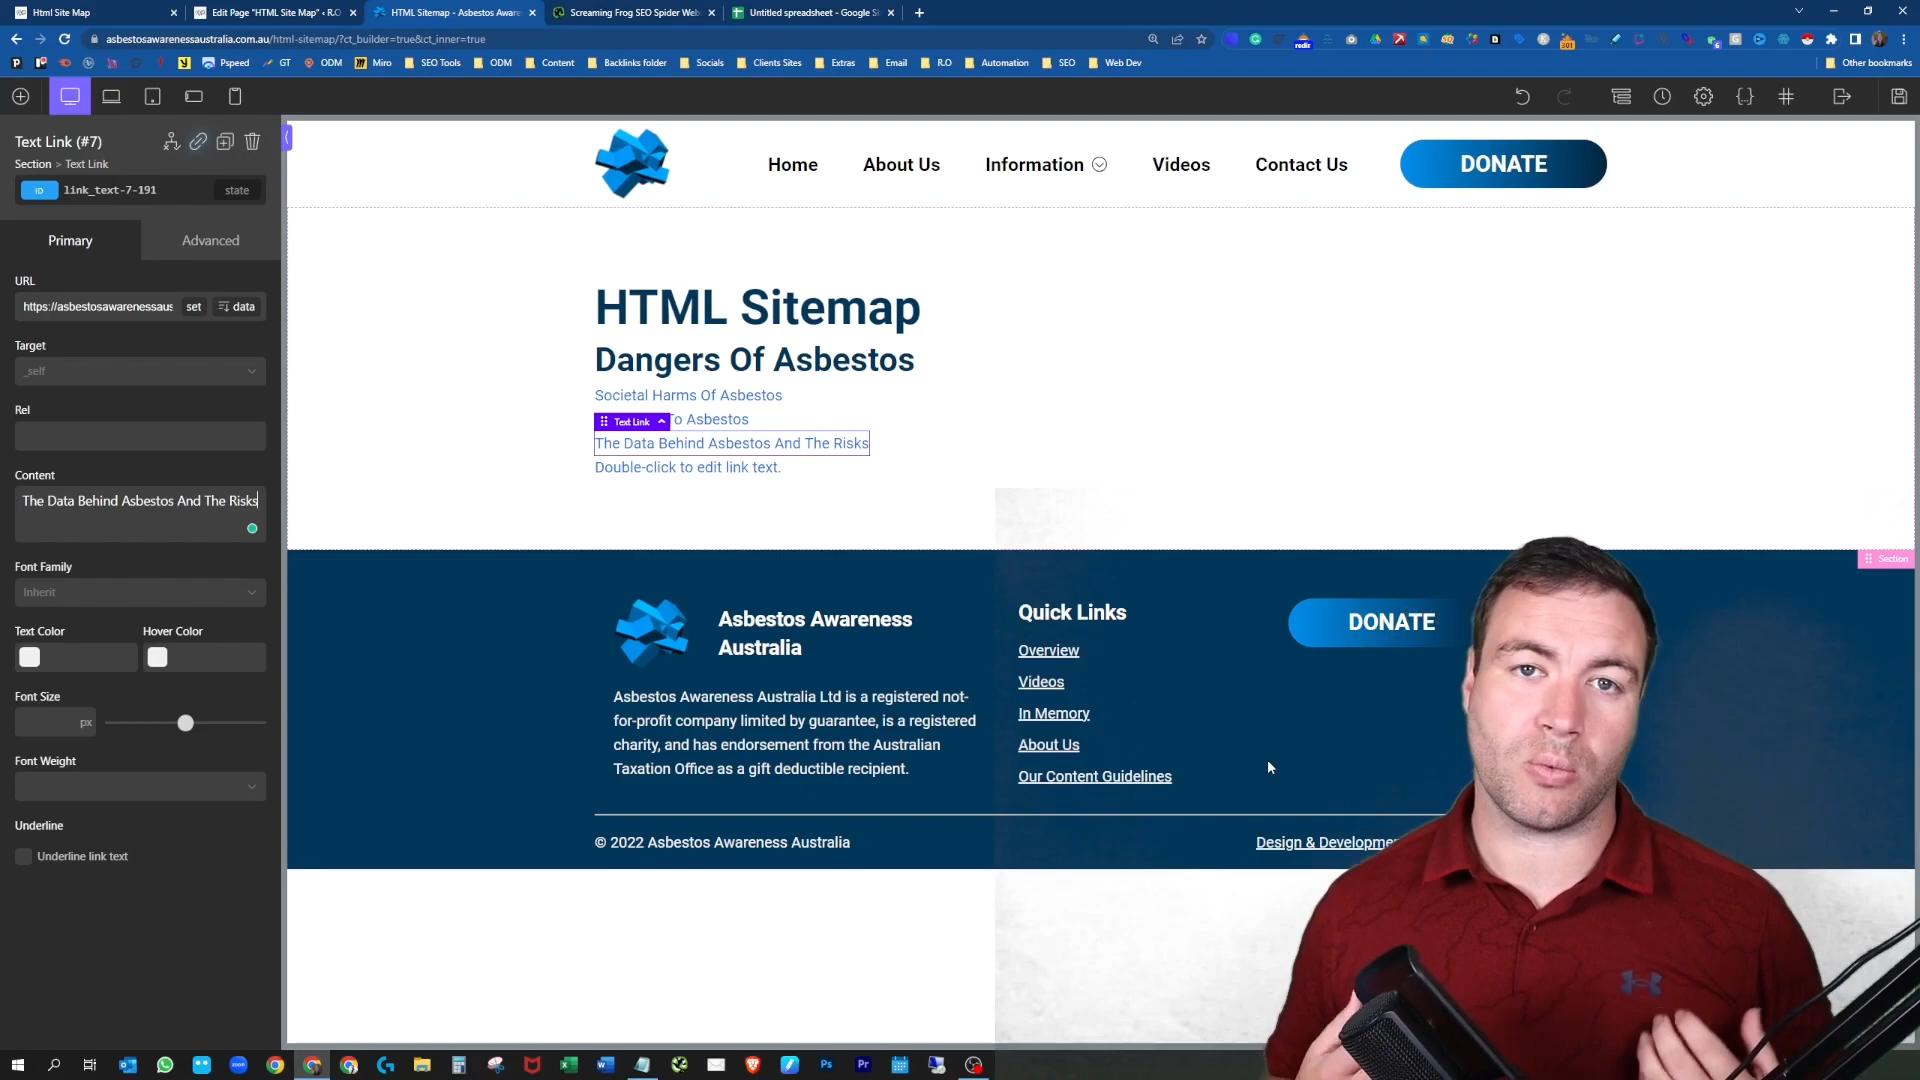 Html Site Map
Edit Page "HTML Site Map" ‹ R.O
HTML Sitemap - Asbestos Aware
Screaming Frog SEO Spider Web
Untitled spreadsheet - Google S
asbestosawarenessaustralia.com.au/html-sitemap/?ct_builder=true&ct_inner=true
Pspeed
GT
ODM
Miro
SEO Tools
ODM
Content
Backlinks folder
Socials
Clients Sites
Extras
Email
R.O
Automation
SEO
Web Dev
Other bookmarks
Text Link (#7)
Section > Text Link
ID link_text-7-191 state
Primary Advanced
URL
https://asbestosawarenessaus set data
Target
_self
Rel
Content
The Data Behind Asbestos And The Risks
Font Family
Inherit
Text Color Hover Color
Font Size
px
Font Weight
Underline
Underline link text
Home About Us Information Videos Contact Us DONATE
HTML Sitemap
Dangers Of Asbestos
Societal Harms Of Asbestos
Text Link To Asbestos
The Data Behind Asbestos And The Risks
Double-click to edit link text.
Section
Asbestos Awareness
Australia
Asbestos Awareness Australia Ltd is a registered not-
for-profit company limited by guarantee, is a registered
charity, and has endorsement from the Australian
Taxation Office as a gift deductible recipient.
Quick Links
Overview
Videos
In Memory
About Us
Our Content Guidelines
DONATE
© 2022 Asbestos Awareness Australia
Design & Developme